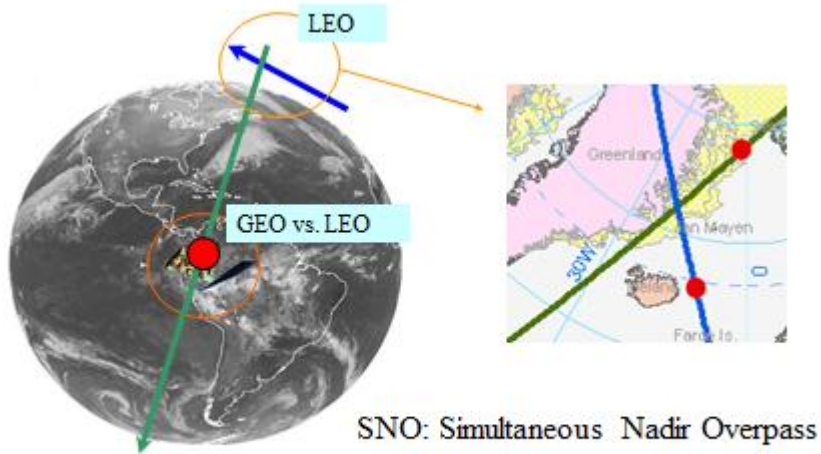 LEO
GEO vs. LEO
Greenland
Jan Mayen
30W
0
Faroe Is.
SNO: Simultaneous Nadir Overpass